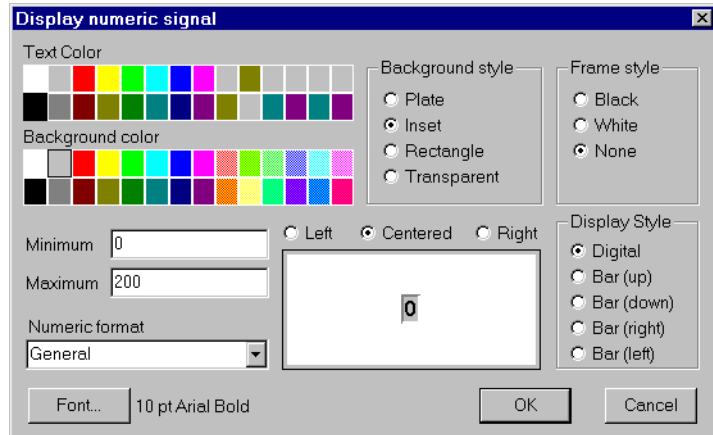 Display numeric signal
Text Color
Background color
Background style
Plate
Inset
Rectangle
Transparent
Frame style
Black
White
None
Minimum 0
Maximum 200
Numeric format
General
Left Centered Right
0
Display Style
Digital
Bar (up)
Bar (down)
Bar (right)
Bar (left)
Font... 10 pt Arial Bold
OK Cancel